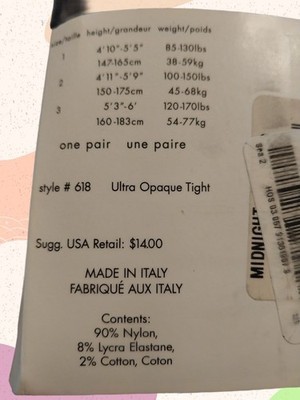 size/taille height/grandeur weight/poids
1 4'10"-5'5" 85-130lbs
147-165cm 38-59kg
2 4'11"-5'9" 100-150lbs
150-175cm 45-68kg
3 5'3"-6' 120-170lbs
160-183cm 54-77kg
one pair une paire
style # 618 Ultra Opaque Tight
Sugg. USA Retail: $14.00
MADE IN ITALY
FABRIQUÉ AUX ITALY
Contents:
90% Nylon,
8% Lycra Elastane,
2% Cotton, Coton
MIDNIGHT